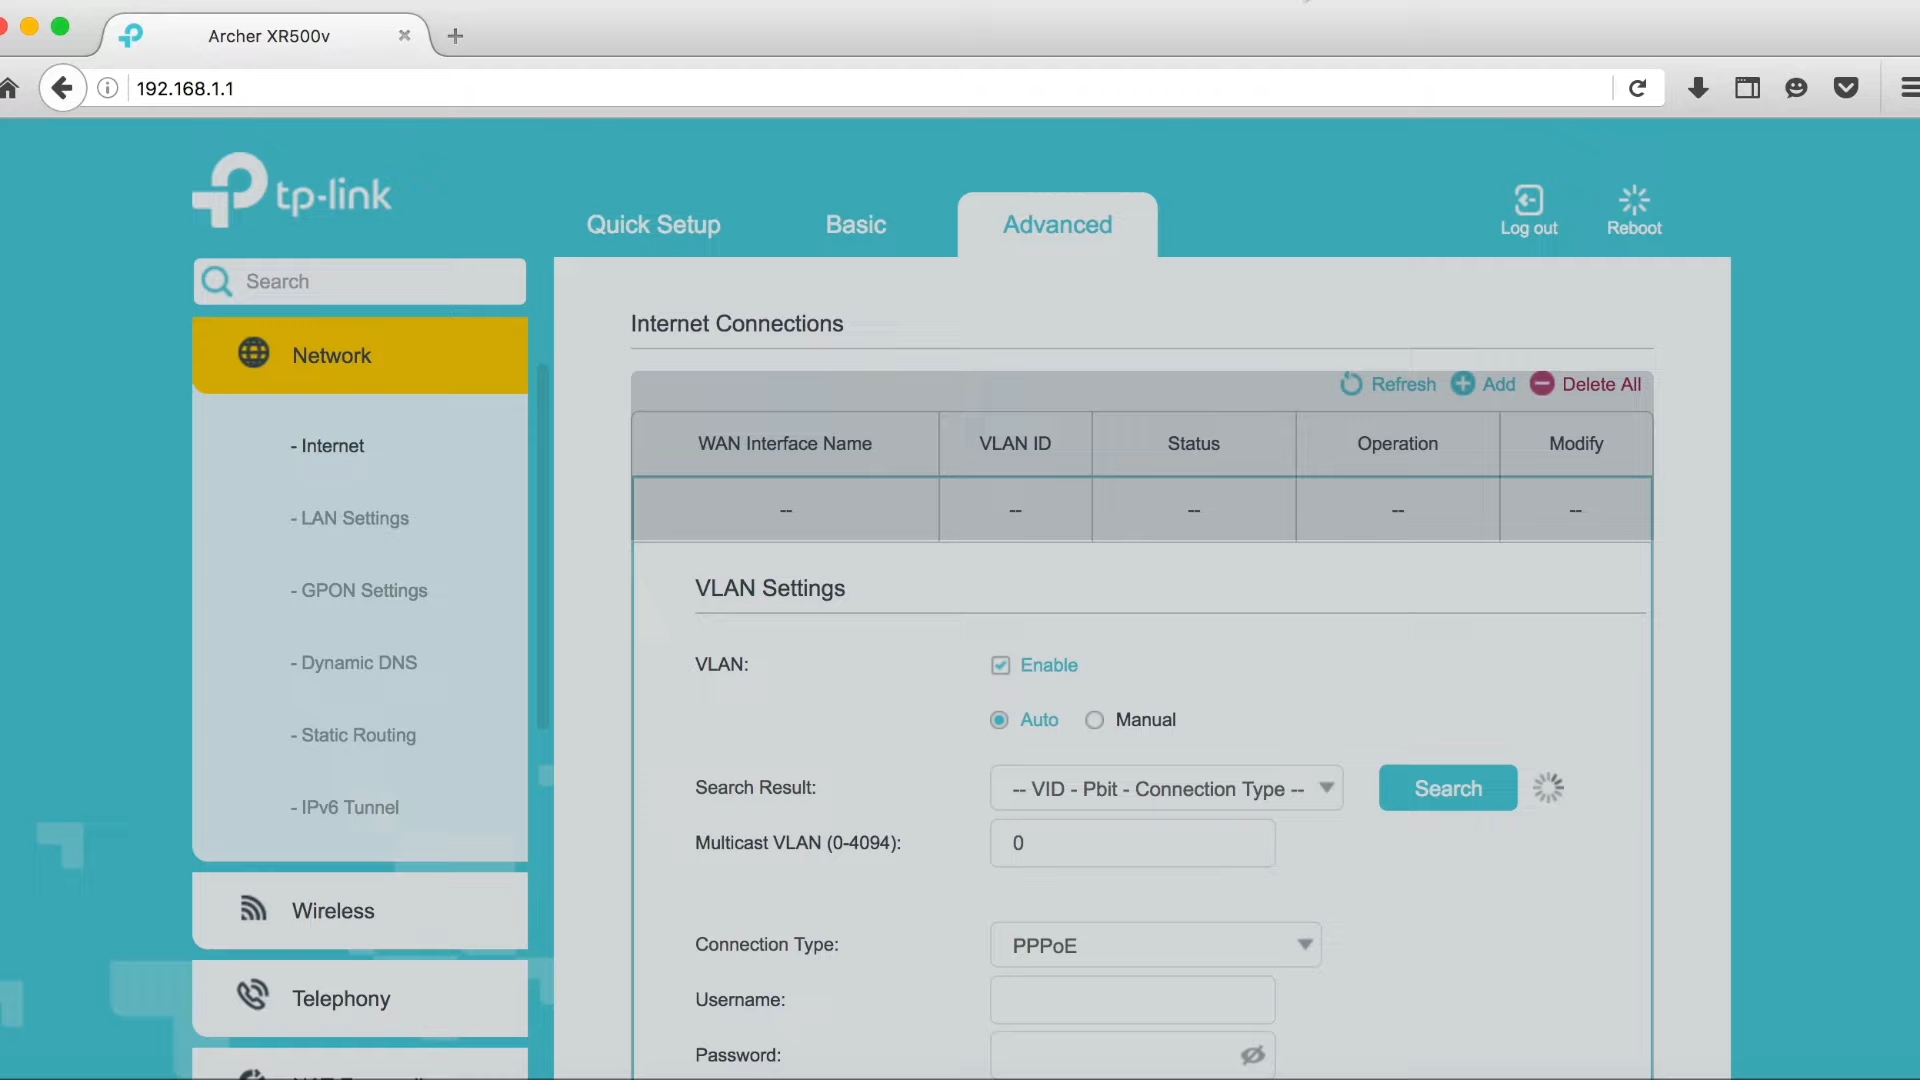 Archer XR500v
192.168.1.1
tp-link
Quick Setup
Basic
Advanced
Log out
Reboot
Search
Network
- Internet
- LAN Settings
- GPON Settings
- Dynamic DNS
- Static Routing
- IPv6 Tunnel
Wireless
Telephony
Internet Connections
Refresh Add Delete All
WAN Interface Name VLAN ID Status Operation Modify
-- -- -- -- --
VLAN Settings
VLAN: Enable
Auto Manual
Search Result: -- VID - Pbit - Connection Type -- Search
Multicast VLAN (0-4094): 0
Connection Type: PPPoE
Username:
Password: